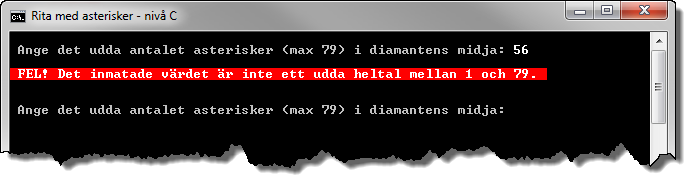 Rita med asterisker - nivå C
Ange det udda antalet asterisker (max 79) i diamantens midja: 56
FEL! Det inmatade värdet är inte ett udda heltal mellan 1 och 79.
Ange det udda antalet asterisker (max 79) i diamantens midja: